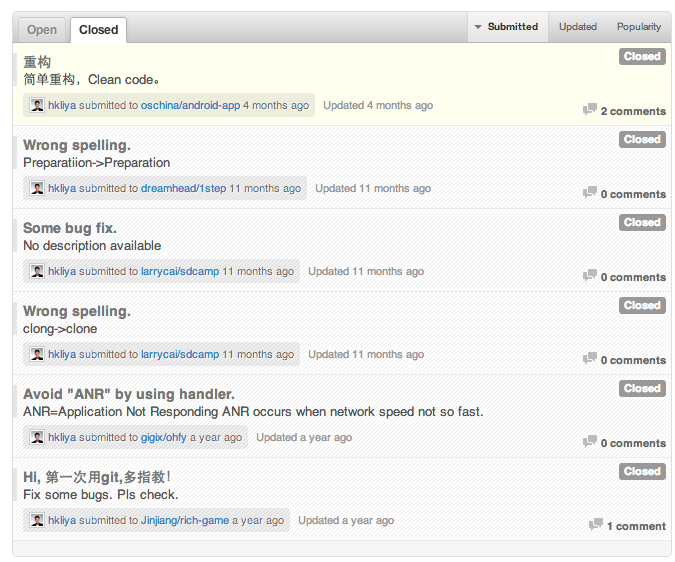 Open Closed Submitted Updated Popularity
重构 Closed
简单重构，Clean code。
hkliya submitted to oschina/android-app 4 months ago Updated 4 months ago 2 comments
Wrong spelling. Closed
Preparatiion->Preparation
hkliya submitted to dreamhead/1step 11 months ago Updated 11 months ago 0 comments
Some bug fix. Closed
No description available
hkliya submitted to larrycai/sdcamp 11 months ago Updated 11 months ago 0 comments
Wrong spelling. Closed
clong->clone
hkliya submitted to larrycai/sdcamp 11 months ago Updated 11 months ago 0 comments
Avoid "ANR" by using handler. Closed
ANR=Application Not Responding ANR occurs when network speed not so fast.
hkliya submitted to gigix/ohfy a year ago Updated a year ago 0 comments
Hi, 第一次用git,多指教！ Closed
Fix some bugs. Pls check.
hkliya submitted to Jinjiang/rich-game a year ago Updated a year ago 1 comment